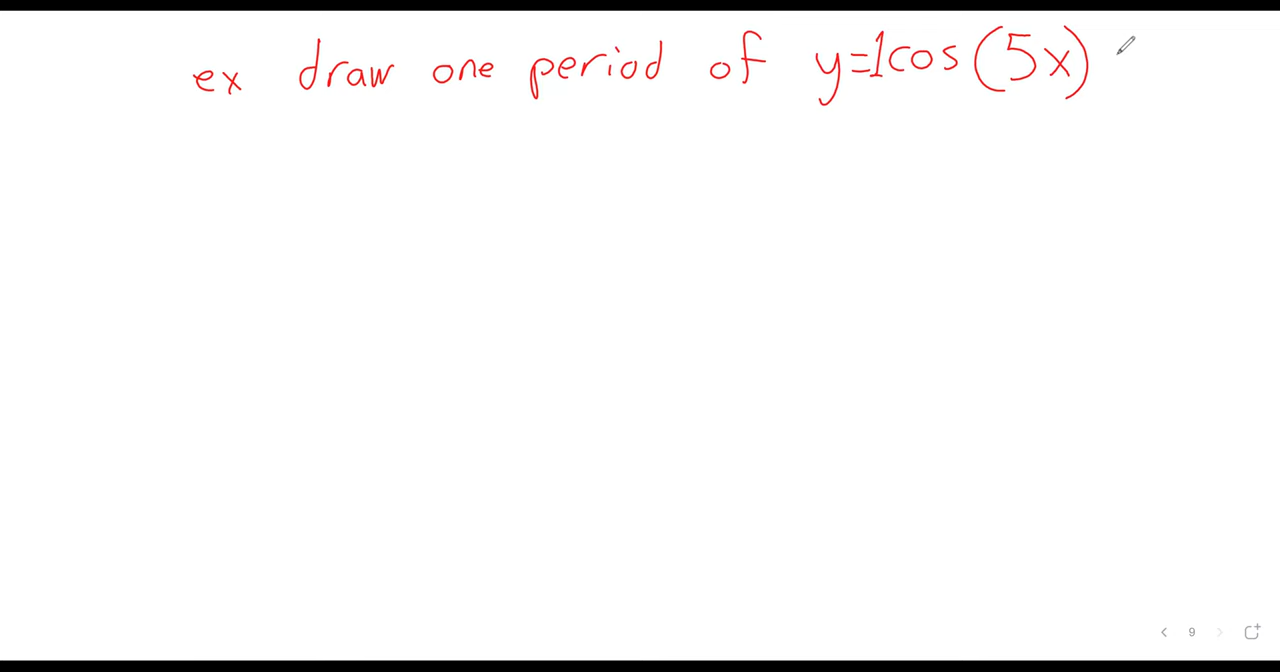 ex draw one period of y=1cos(5x)
9